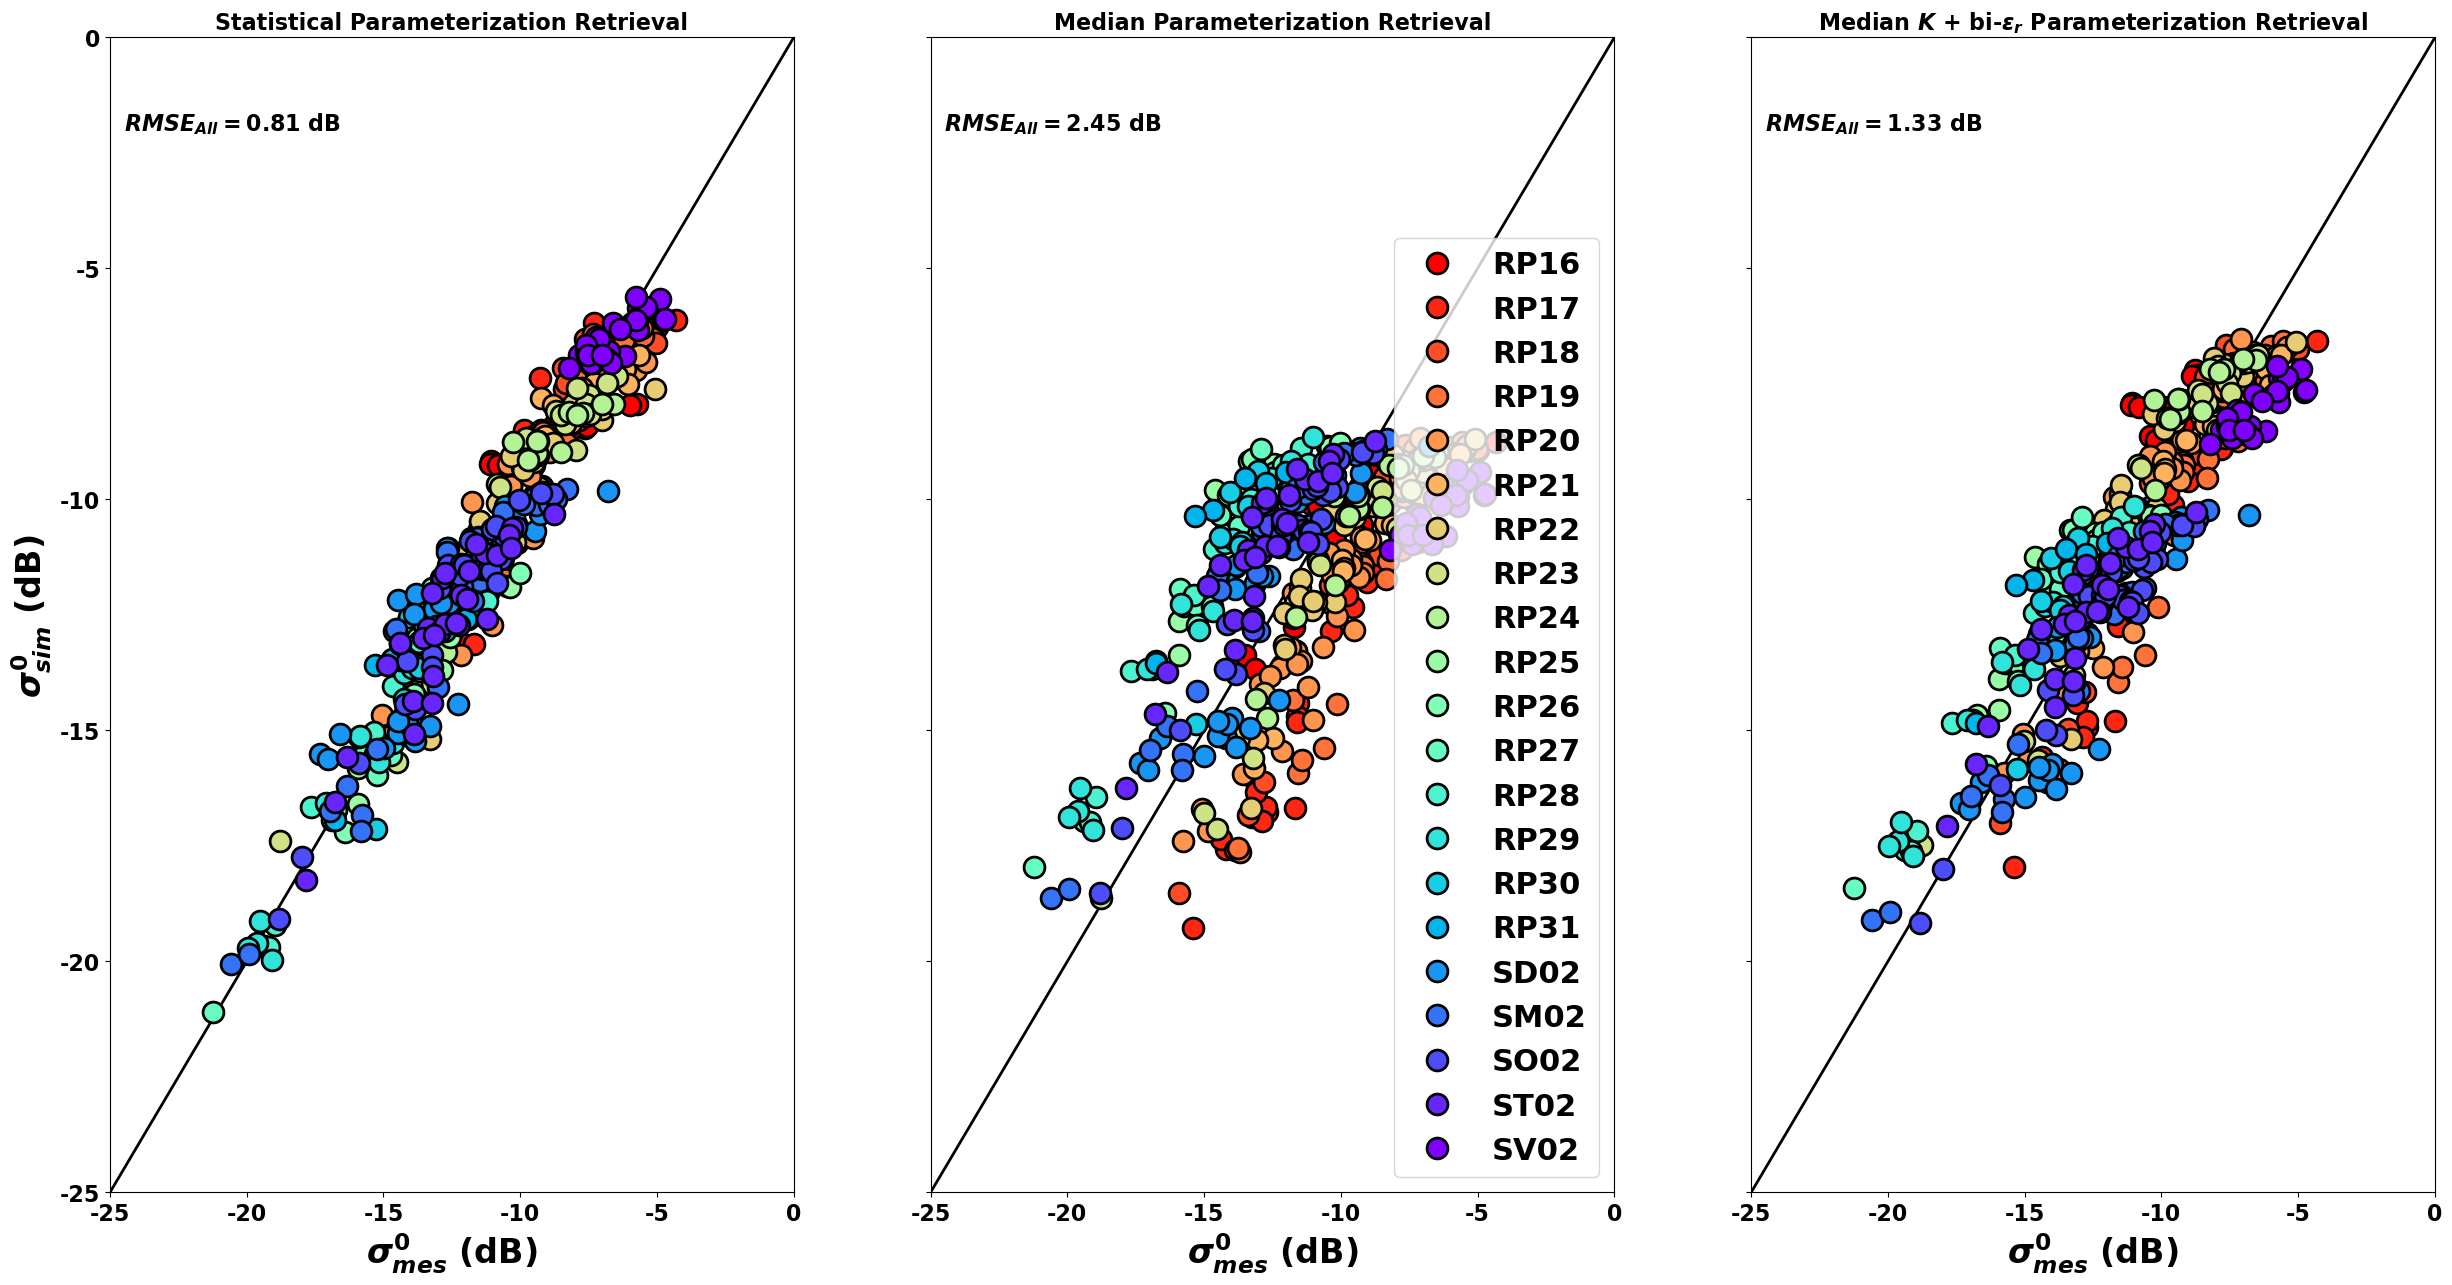 Statistical Parameterization Retrieval
Median Parameterization Retrieval
Median K + bi-εr Parameterization Retrieval
RMSE_All = 0.81 dB
RMSE_All = 2.45 dB
RMSE_All = 1.33 dB
σ⁰sim (dB)
0
-5
-10
-15
-20
-25
RP16
RP17
RP18
RP19
RP20
RP21
RP22
RP23
RP24
RP25
RP26
RP27
RP28
RP29
RP30
RP31
SD02
SM02
SO02
ST02
SV02
-25 -20 -15 -10 -5 0
-25 -20 -15 -10 -5 0
-25 -20 -15 -10 -5 0
σ⁰mes (dB)
σ⁰mes (dB)
σ⁰mes (dB)